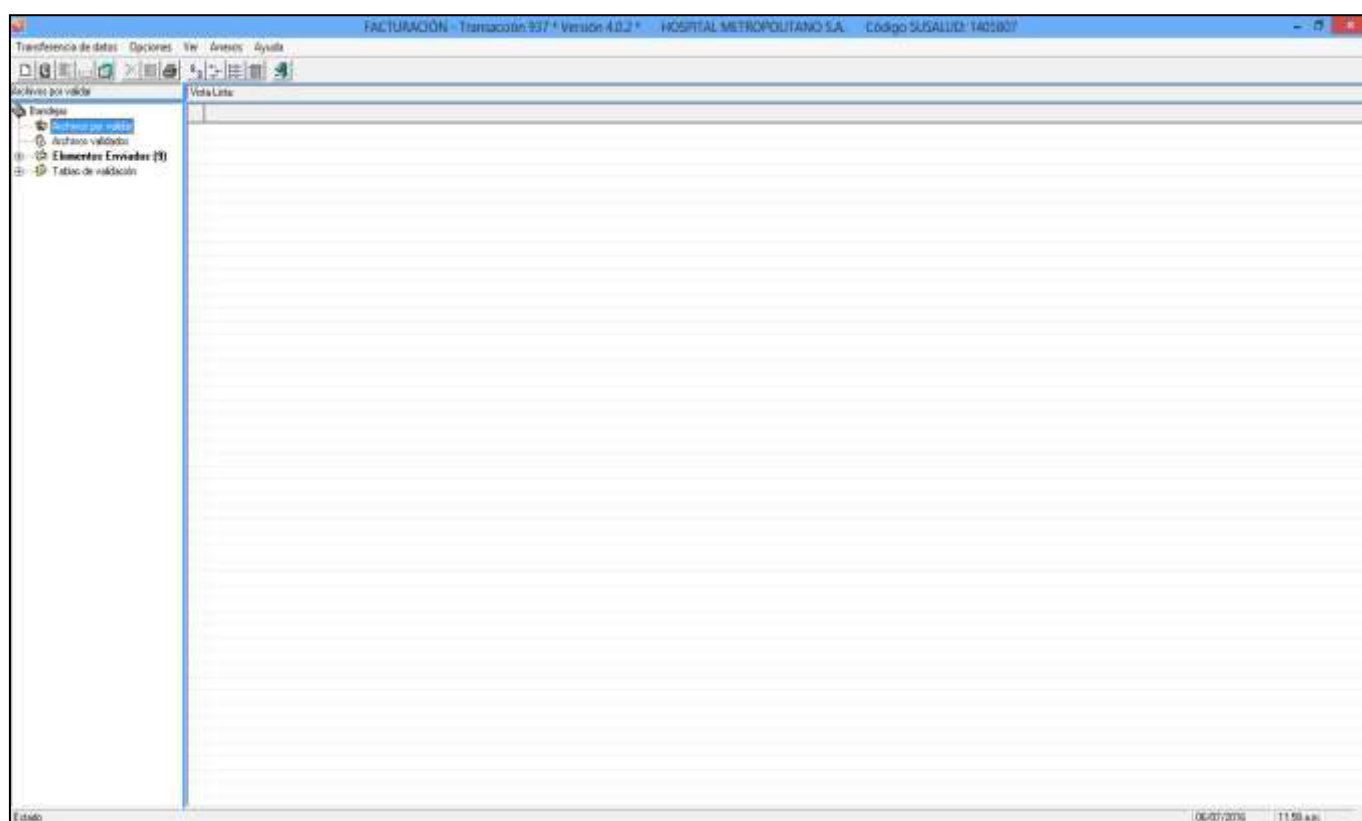 FACTURACIÓN - Transacción 937 * Versión 4.0.2 * HOSPITAL METROPOLITANO S.A. Código SUSALUD: 1405807
Transferencia de datos Opciones Ver Anexos Ayuda
Archivos por validar Vista Lista
Bandejas
Archivos por validar
Archivos validados
Elementos Enviados (9)
Tablas de validación
Estado 06/07/2016 11:58 a.m.